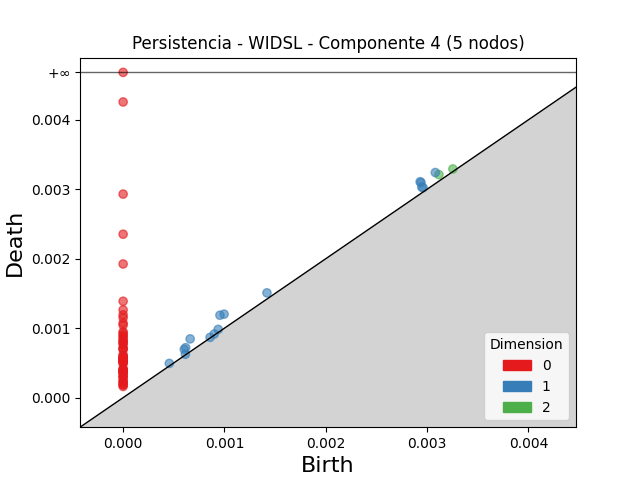 Persistencia - WIDSL - Componente 4 (5 nodos)
+∞
0.004
0.003
0.002
0.001
0.000
Death
0.000 0.001 0.002 0.003 0.004
Birth
Dimension
0
1
2